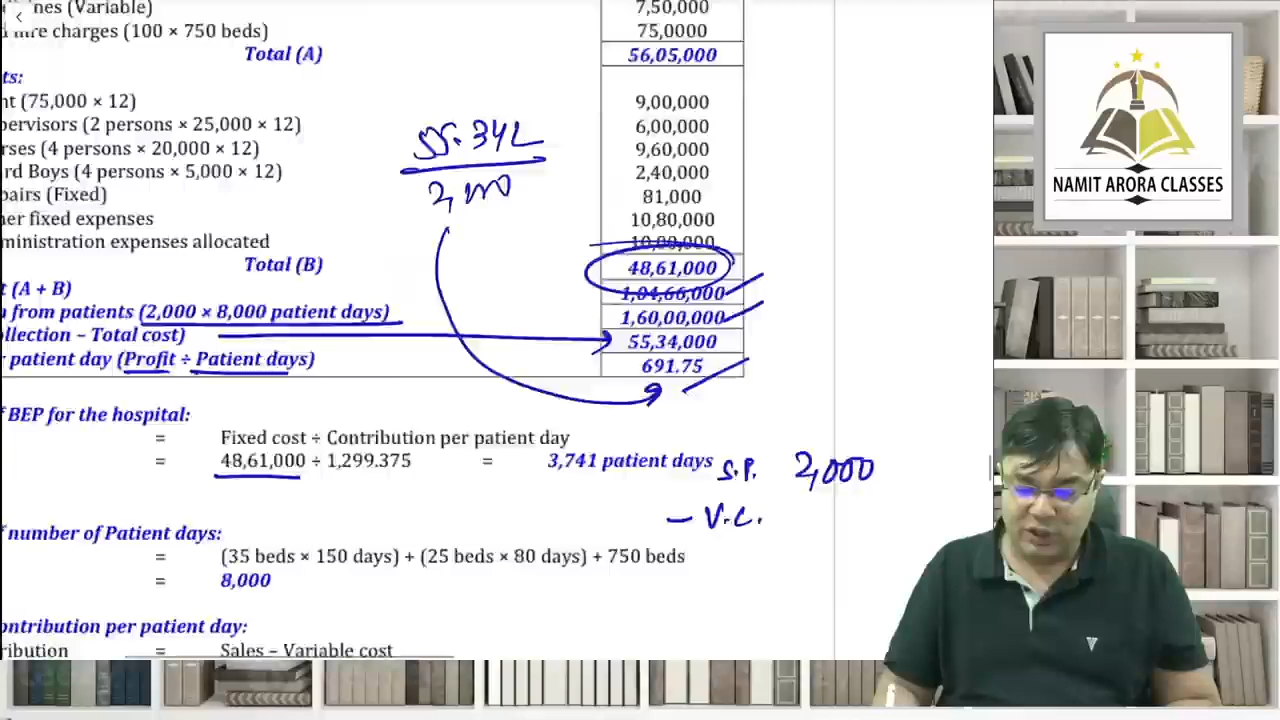 nes (Variable) 7,50,000
hire charges (100 × 750 beds) 75,0000
Total (A) 56,05,000
ts:
nt (75,000 × 12) 9,00,000
pervisors (2 persons × 25,000 × 12) 6,00,000
rses (4 persons × 20,000 × 12) 9,60,000
rd Boys (4 persons × 5,000 × 12) 2,40,000
pairs (Fixed) 81,000
her fixed expenses 10,80,000
ministration expenses allocated 10,00,000
Total (B) 48,61,000
t (A + B) 1,04,66,000
from patients (2,000 × 8,000 patient days) 1,60,00,000
llection – Total cost) 55,34,000
patient day (Profit ÷ Patient days) 691.75
55.34L
f BEP for the hospital:
= Fixed cost ÷ Contribution per patient day
= 48,61,000 ÷ 1,299.375 = 3,741 patient days
S.P. 2,000
– V.C.
f number of Patient days:
= (35 beds × 150 days) + (25 beds × 80 days) + 750 beds
= 8,000
ontribution per patient day:
ribution = Sales – Variable cost
NAMIT ARORA CLASSES